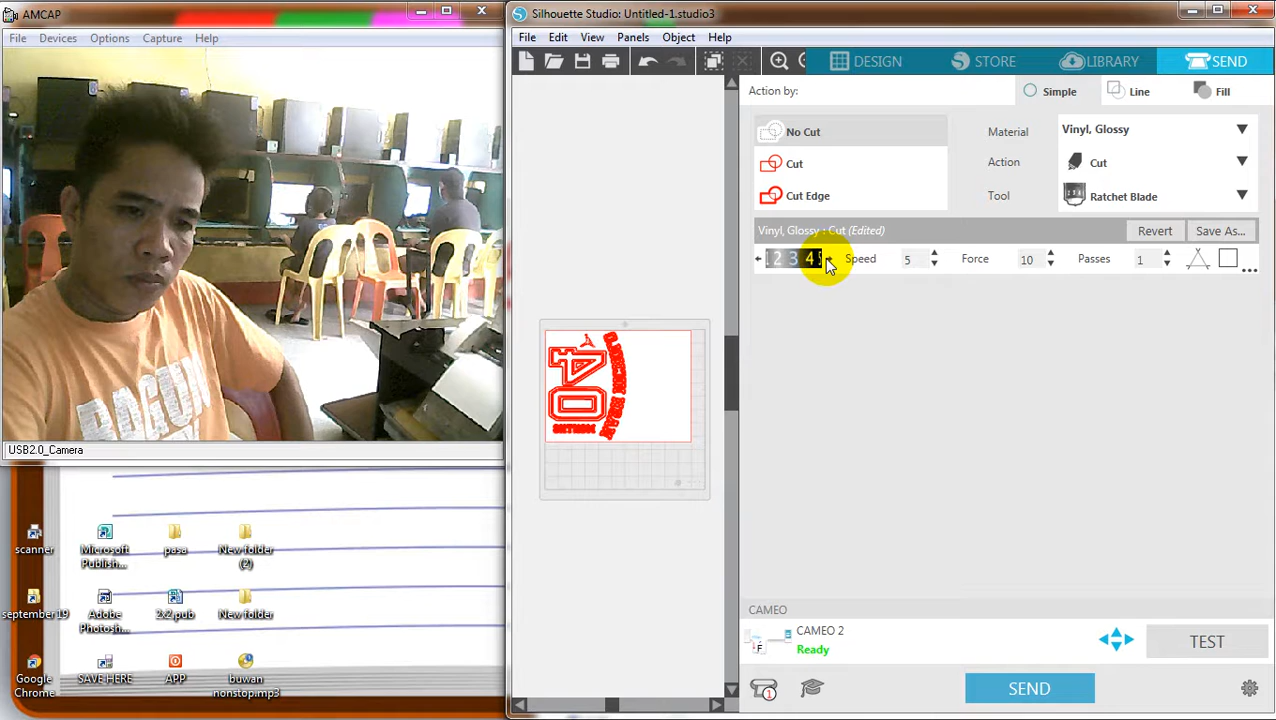 AMCAP
File Devices Options Capture Help
USB2.0_Camera
scanner
Microsoft Publish...
pasa
New folder (2)
september19
Adobe Photosh...
2x2.pub
New folder
Google Chrome
SAVE HERE
APP
buwan nonstop.mp3
Silhouette Studio: Untitled-1.studio3
File Edit View Panels Object Help
DESIGN STORE LIBRARY SEND
Action by: Simple Line Fill
No Cut
Cut
Cut Edge
Material Vinyl, Glossy
Action Cut
Tool Ratchet Blade
Vinyl, Glossy : Cut (Edited) Revert Save As...
2 3 4 Speed 5 Force 10 Passes 1
40
CAMEO
CAMEO 2
Ready
TEST
SEND